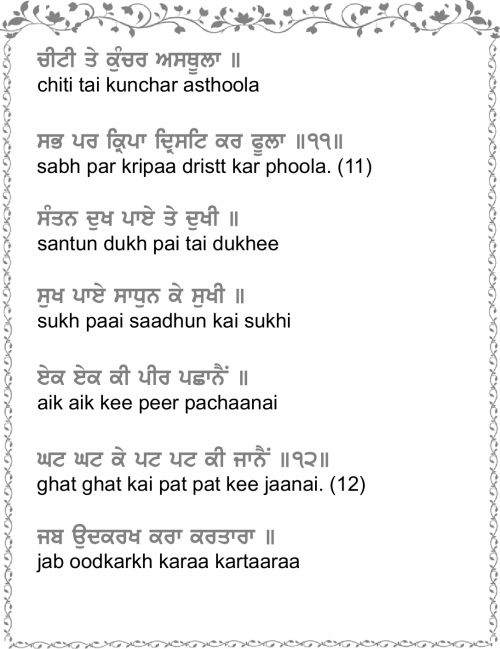 ਚੀਟੀ ਤੇ ਕੁੰਚਰ ਅਸਥੂਲਾ ॥
chiti tai kunchar asthoola
ਸਭ ਪਰ ਕ੍ਰਿਪਾ ਦ੍ਰਿਸਟਿ ਕਰ ਫੂਲਾ ॥੧੧॥
sabh par kripaa dristt kar phoola. (11)
ਸੰਤਨ ਦੁਖ ਪਾਏ ਤੇ ਦੁਖੀ ॥
santun dukh pai tai dukhee
ਸੁਖ ਪਾਏ ਸਾਧੁਨ ਕੇ ਸੁਖੀ ॥
sukh paai saadhun kai sukhi
ਏਕ ਏਕ ਕੀ ਪੀਰ ਪਛਾਨੈਂ ॥
aik aik kee peer pachaanai
ਘਟ ਘਟ ਕੇ ਪਟ ਪਟ ਕੀ ਜਾਨੈਂ ॥੧੨॥
ghat ghat kai pat pat kee jaanai. (12)
ਜਬ ਉਦਕਰਖ ਕਰਾ ਕਰਤਾਰਾ ॥
jab oodkarkh karaa kartaaraa